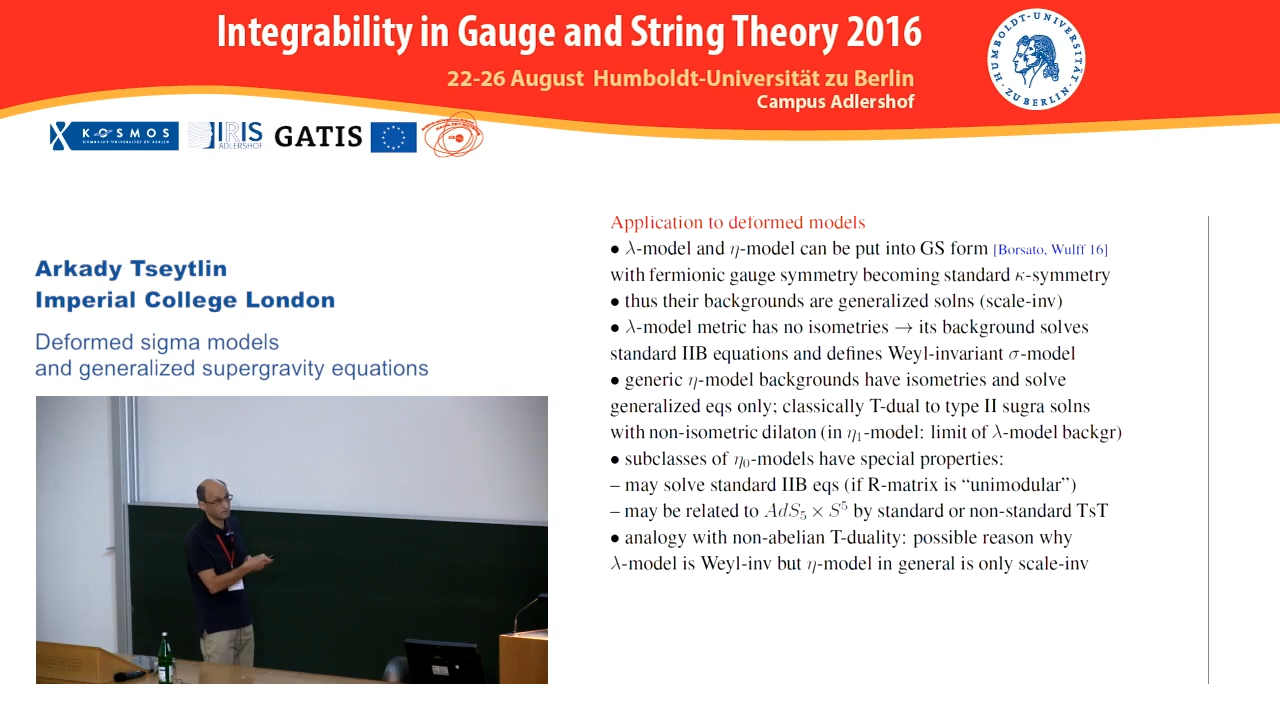 Integrability in Gauge and String Theory 2016
22-26 August Humboldt-Universität zu Berlin
Campus Adlershof
HUMBOLDT-UNIVERSITÄT
ZU BERLIN
KOSMOS
HUMBOLDT-UNIVERSITÄT ZU BERLIN
IRIS
ADLERSHOF
GATIS
Arkady Tseytlin
Imperial College London
Deformed sigma models
and generalized supergravity equations
Application to deformed models
• λ-model and η-model can be put into GS form [Borsato, Wulff 16]
with fermionic gauge symmetry becoming standard κ-symmetry
• thus their backgrounds are generalized solns (scale-inv)
• λ-model metric has no isometries → its background solves
standard IIB equations and defines Weyl-invariant σ-model
• generic η-model backgrounds have isometries and solve
generalized eqs only; classically T-dual to type II sugra solns
with non-isometric dilaton (in η₁-model: limit of λ-model backgr)
• subclasses of η₀-models have special properties:
– may solve standard IIB eqs (if R-matrix is “unimodular”)
– may be related to AdS₅ × S⁵ by standard or non-standard TsT
• analogy with non-abelian T-duality: possible reason why
λ-model is Weyl-inv but η-model in general is only scale-inv